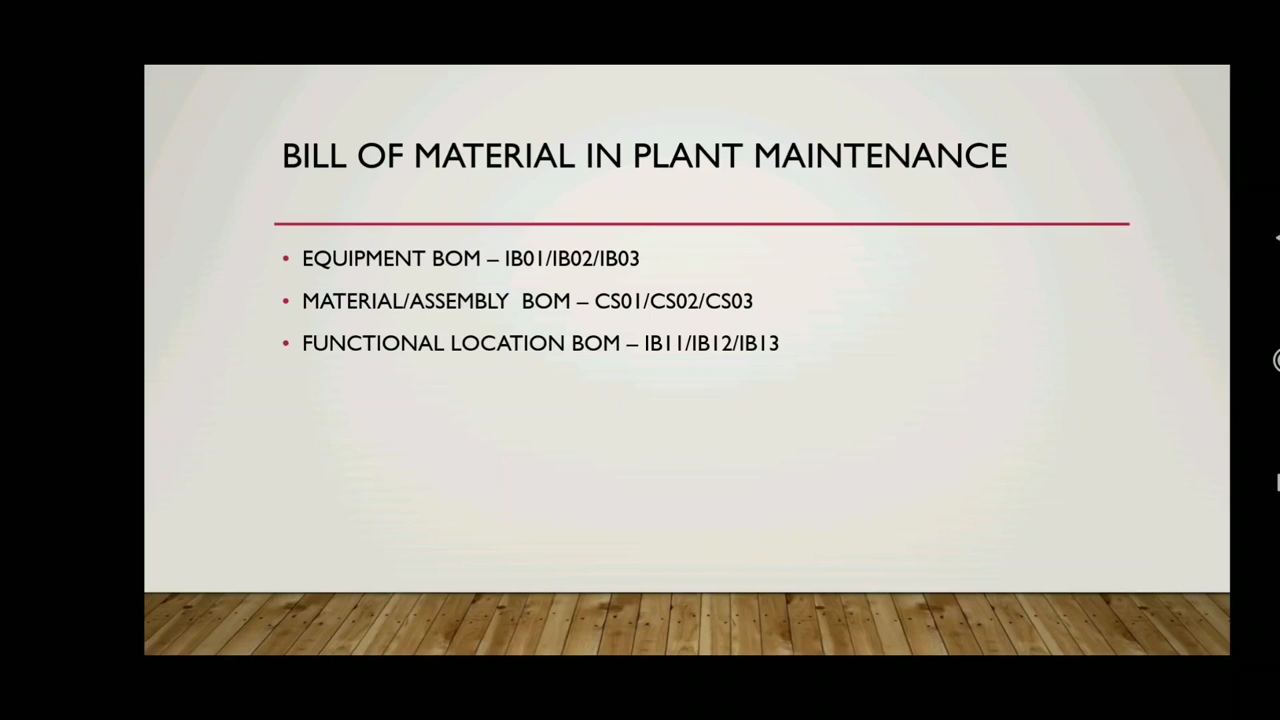 BILL OF MATERIAL IN PLANT MAINTENANCE
• EQUIPMENT BOM – IB01/IB02/IB03
• MATERIAL/ASSEMBLY BOM – CS01/CS02/CS03
• FUNCTIONAL LOCATION BOM – IB11/IB12/IB13